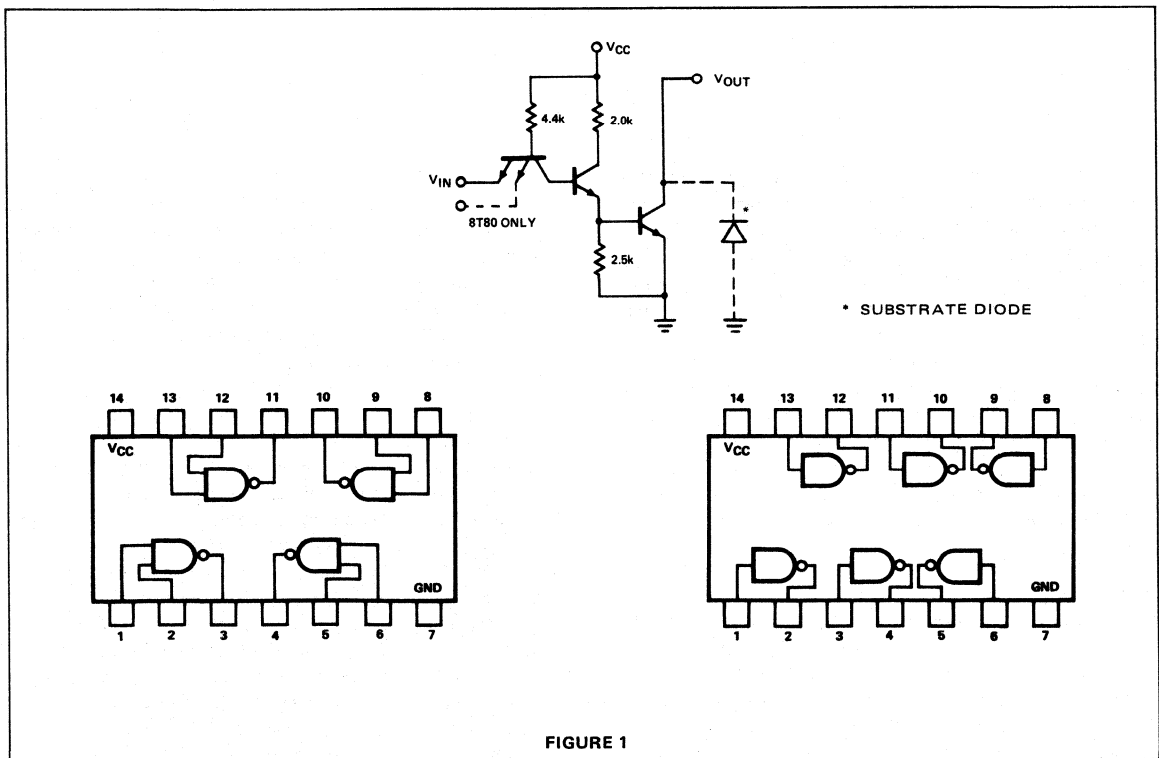 VCC
VOUT
4.4k
2.0k
VIN
8T80 ONLY
*
2.5k
* SUBSTRATE DIODE
14 13 12 11 10 9 8
VCC
GND
1 2 3 4 5 6 7
14 13 12 11 10 9 8
VCC
GND
1 2 3 4 5 6 7
FIGURE 1